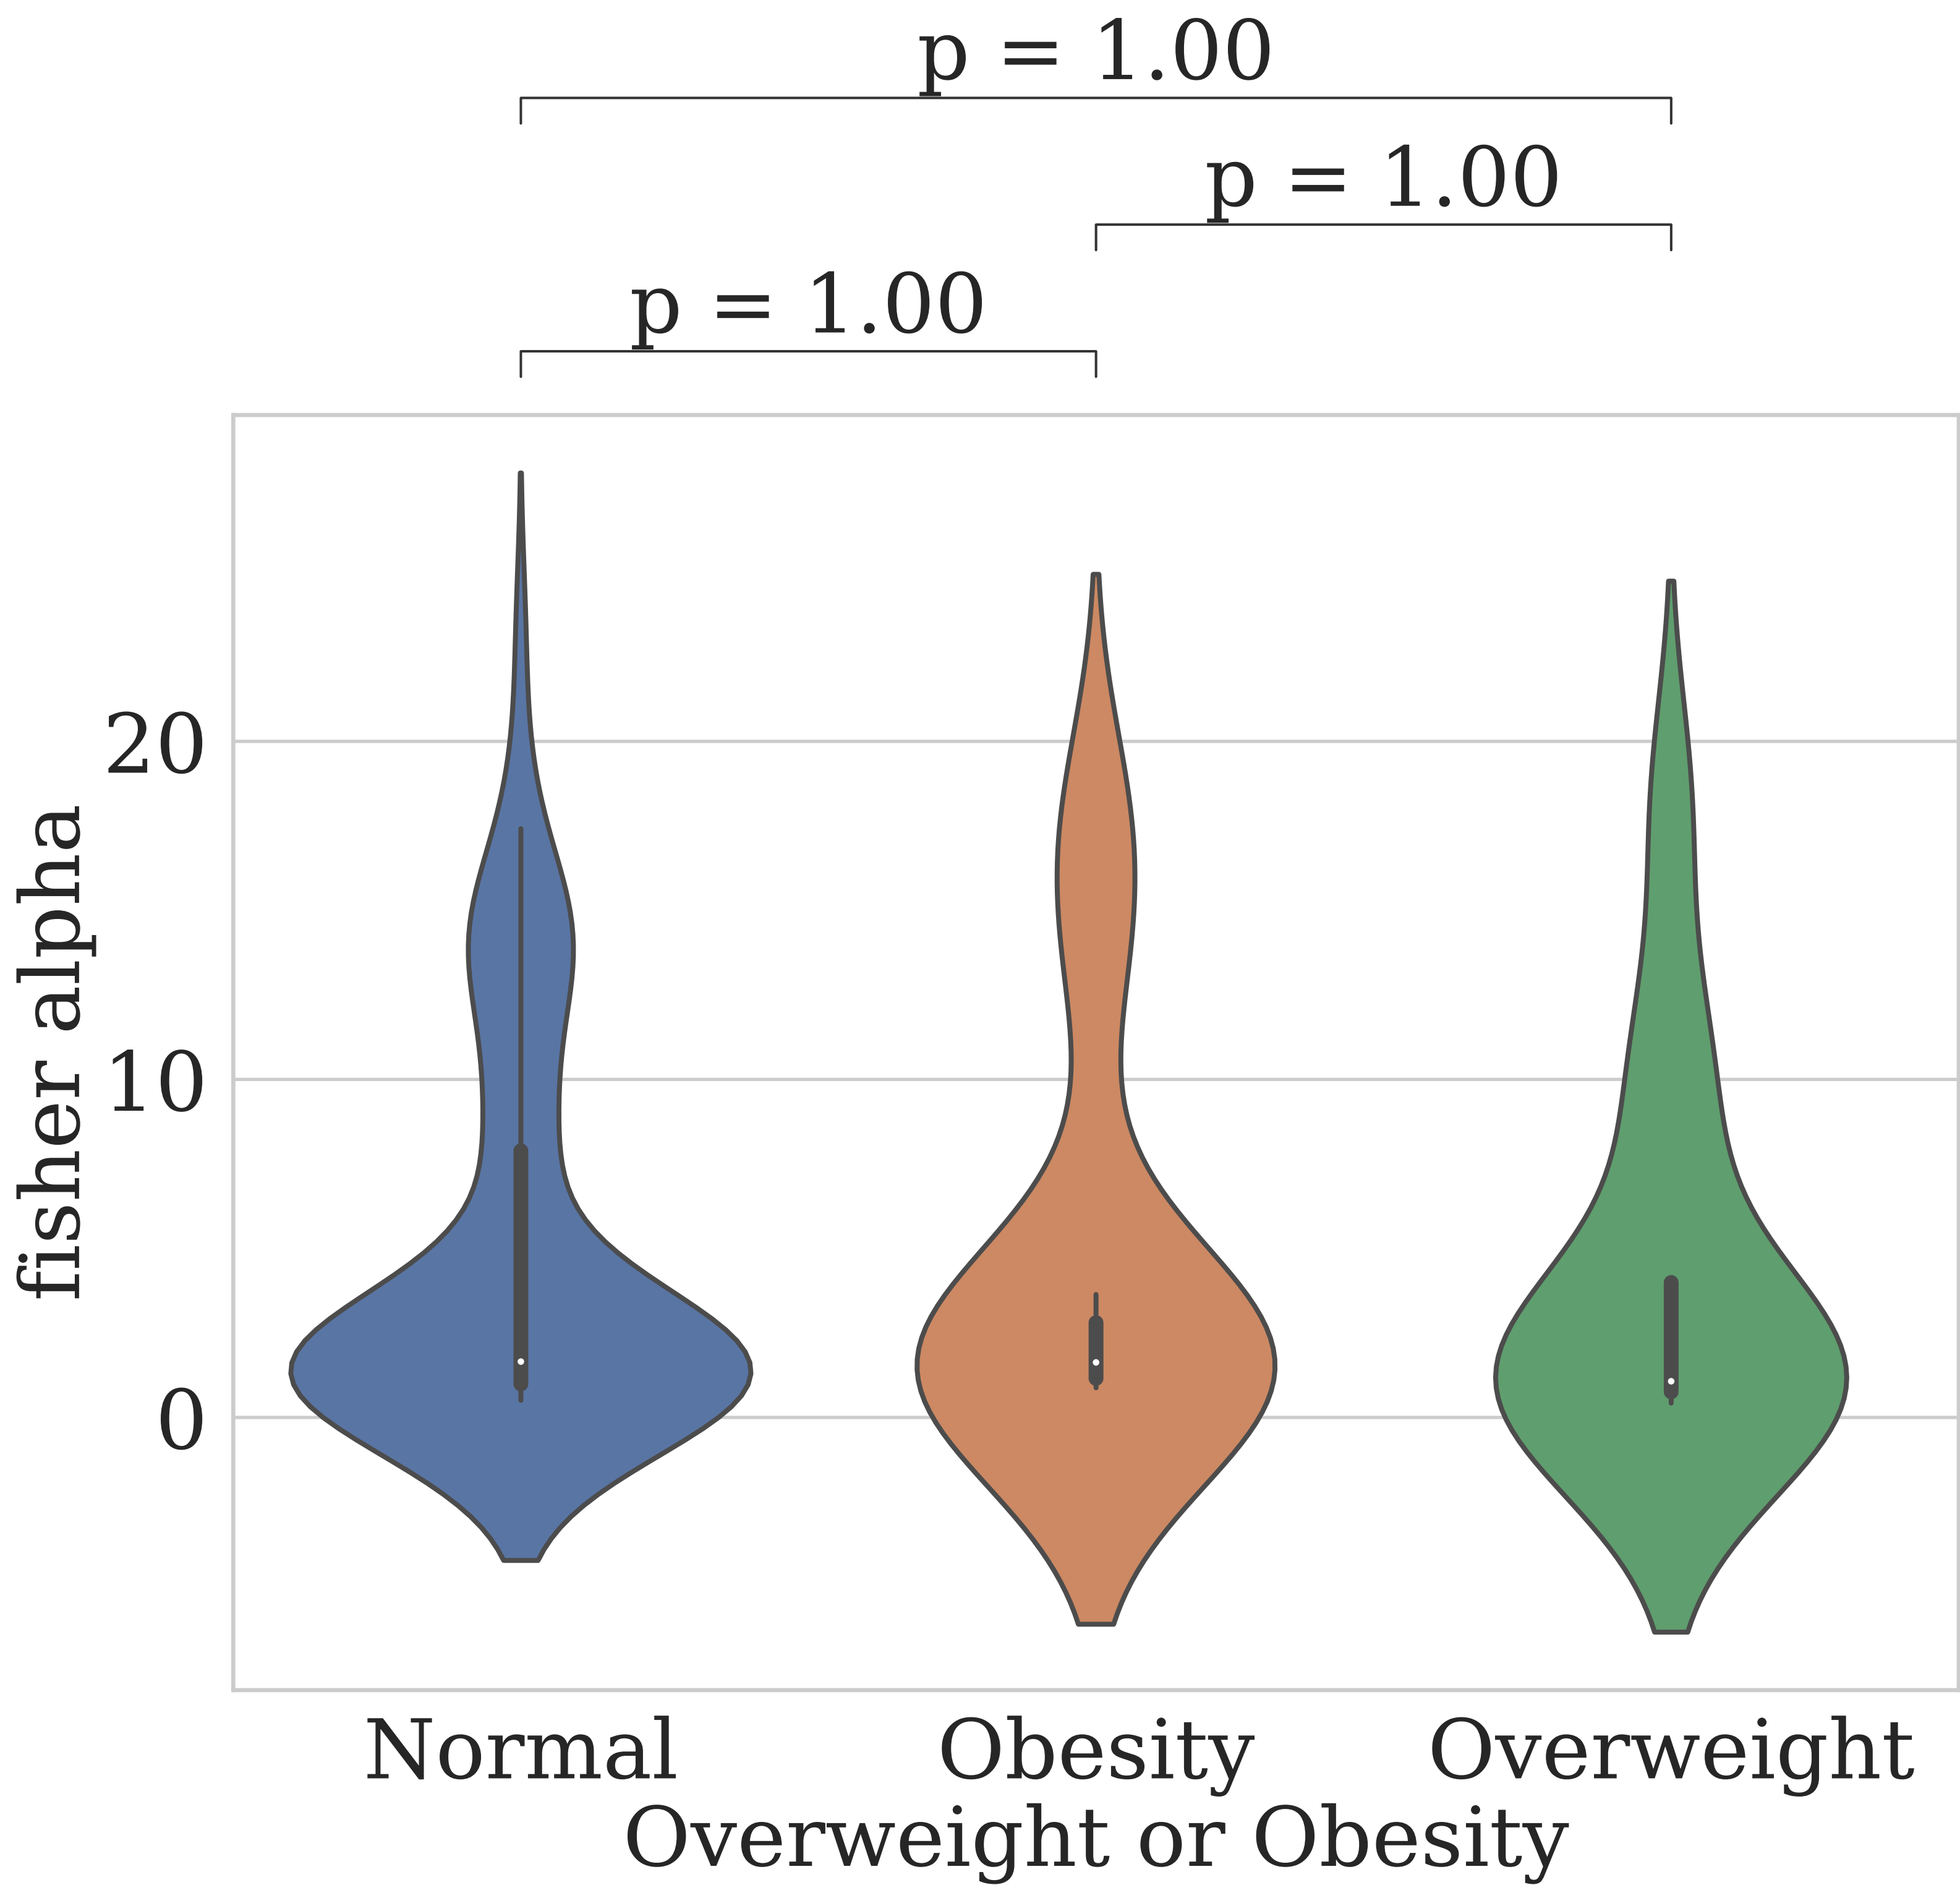 p = 1.00
p = 1.00
p = 1.00
fisher alpha
20
10
0
Normal Obesity Overweight
Overweight or Obesity